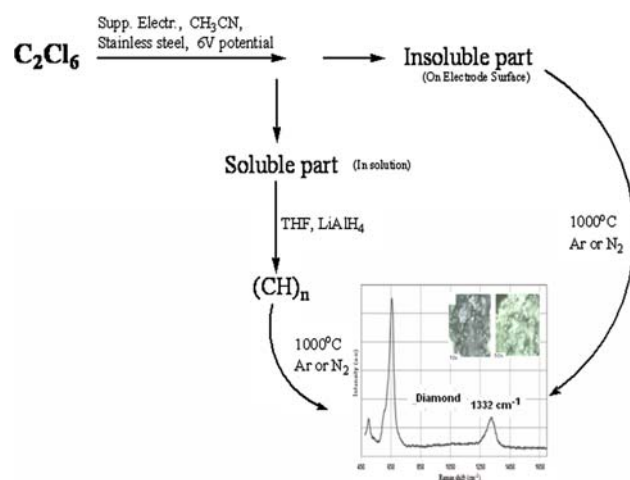 Supp. Electr., CH₃CN,
C₂Cl₆
Stainless steel, 6V potential
Insoluble part
(On Electrode Surface)
Soluble part (In solution)
THF, LiAlH₄
1000°C
Ar or N₂
(CH)ₙ
1000°C
Ar or N₂
Diamond 1332 cm⁻¹